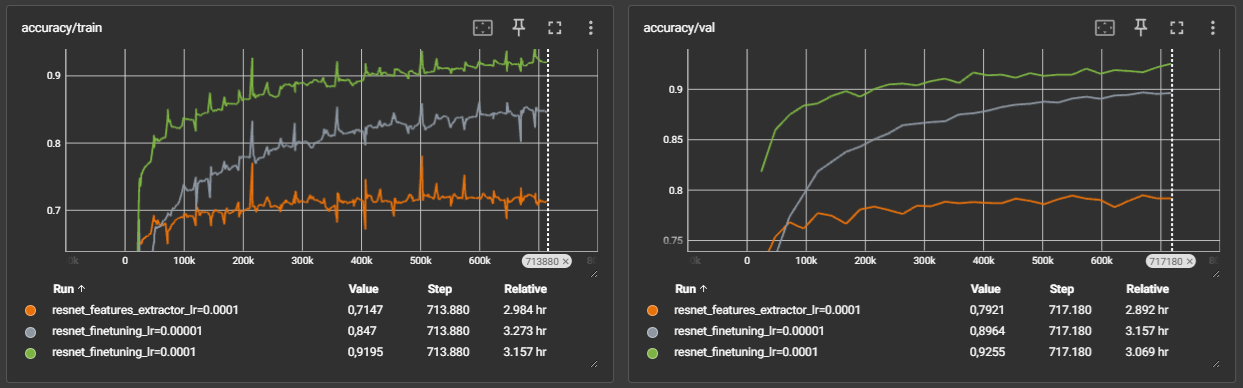 accuracy/train
0.9
0.8
0.7
0 100k 200k 300k 400k 500k 600k 713880 ×
Run ↑ Value Step Relative
resnet_features_extractor_lr=0.0001 0,7147 713.880 2.984 hr
resnet_finetuning_lr=0.00001 0,847 713.880 3.273 hr
resnet_finetuning_lr=0.0001 0,9195 713.880 3.157 hr
accuracy/val
0.9
0.85
0.8
0.75
0 100k 200k 300k 400k 500k 600k 717180 ×
Run ↑ Value Step Relative
resnet_features_extractor_lr=0.0001 0,7921 717.180 2.892 hr
resnet_finetuning_lr=0.00001 0,8964 717.180 3.157 hr
resnet_finetuning_lr=0.0001 0,9255 717.180 3.069 hr